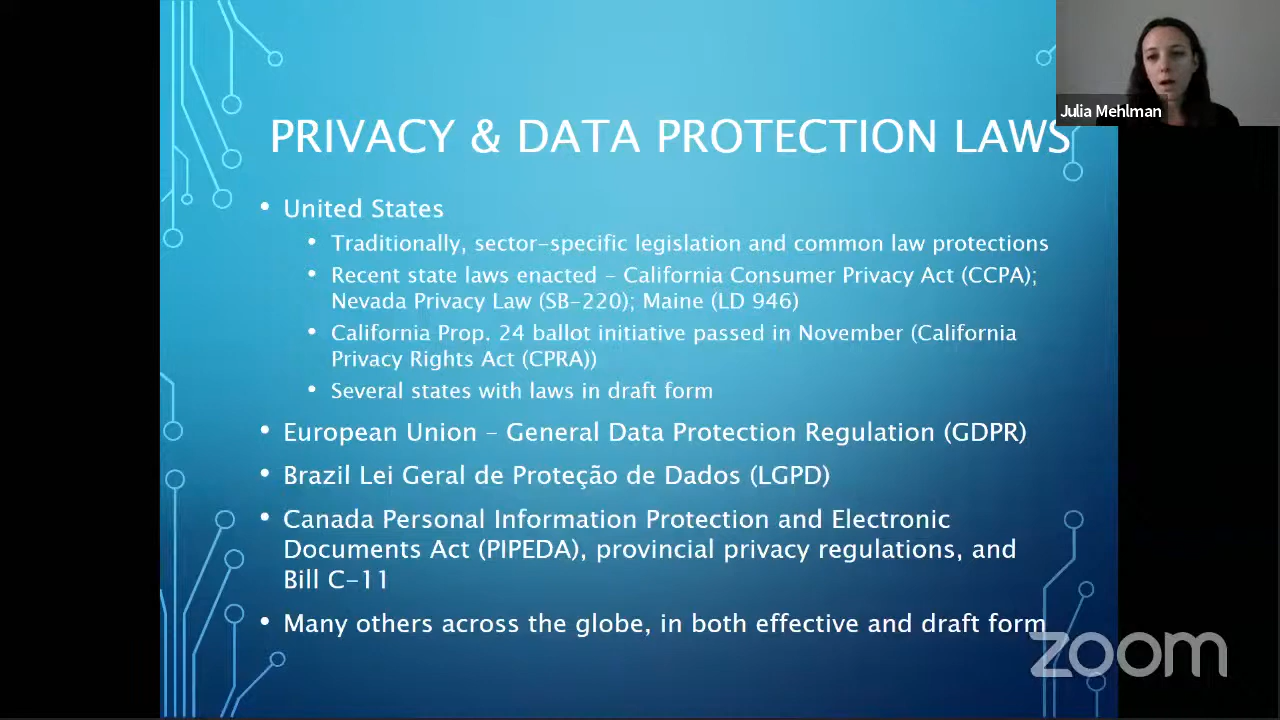 Julia Mehlman
PRIVACY & DATA PROTECTION LAWS
• United States
• Traditionally, sector-specific legislation and common law protections
• Recent state laws enacted – California Consumer Privacy Act (CCPA);
Nevada Privacy Law (SB-220); Maine (LD 946)
• California Prop. 24 ballot initiative passed in November (California
Privacy Rights Act (CPRA))
• Several states with laws in draft form
• European Union – General Data Protection Regulation (GDPR)
• Brazil Lei Geral de Proteção de Dados (LGPD)
• Canada Personal Information Protection and Electronic
Documents Act (PIPEDA), provincial privacy regulations, and
Bill C-11
• Many others across the globe, in both effective and draft form
zoom